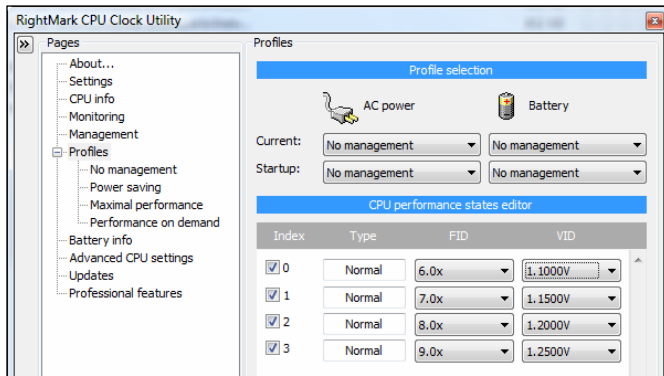 RightMark CPU Clock Utility
Pages
About...
Settings
CPU info
Monitoring
Management
Profiles
No management
Power saving
Maximal performance
Performance on demand
Battery info
Advanced CPU settings
Updates
Professional features
Profiles
Profile selection
AC power Battery
Current: No management No management
Startup: No management No management
CPU performance states editor
Index Type FID VID
0 Normal 6.0x 1.1000V
1 Normal 7.0x 1.1500V
2 Normal 8.0x 1.2000V
3 Normal 9.0x 1.2500V